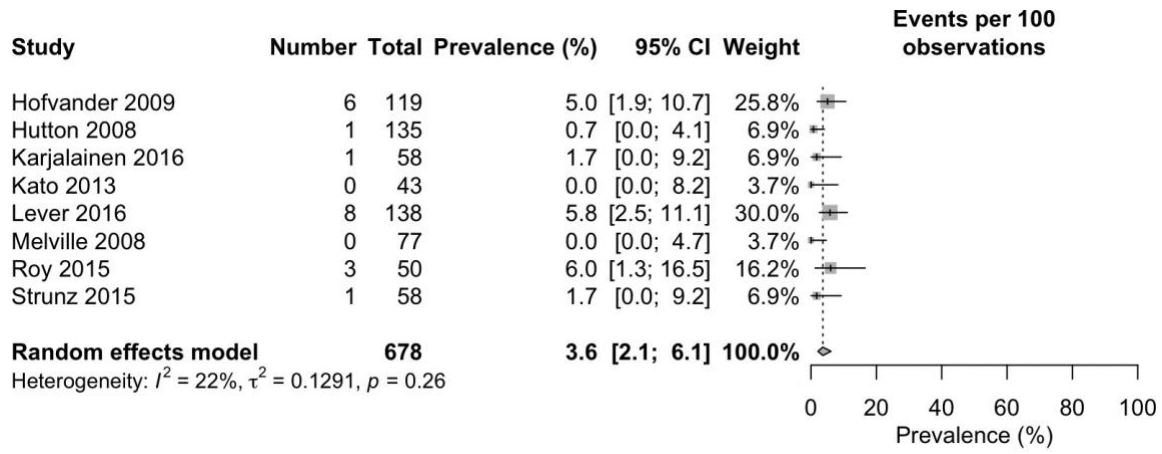 Events per 100
Study Number Total Prevalence (%) 95% CI Weight observations
Hofvander 2009 6 119 5.0 [1.9; 10.7] 25.8%
Hutton 2008 1 135 0.7 [0.0; 4.1] 6.9%
Karjalainen 2016 1 58 1.7 [0.0; 9.2] 6.9%
Kato 2013 0 43 0.0 [0.0; 8.2] 3.7%
Lever 2016 8 138 5.8 [2.5; 11.1] 30.0%
Melville 2008 0 77 0.0 [0.0; 4.7] 3.7%
Roy 2015 3 50 6.0 [1.3; 16.5] 16.2%
Strunz 2015 1 58 1.7 [0.0; 9.2] 6.9%
Random effects model 678 3.6 [2.1; 6.1] 100.0%
Heterogeneity: I² = 22%, τ² = 0.1291, p = 0.26
0 20 40 60 80 100
Prevalence (%)